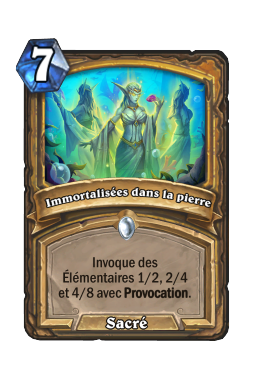 7
Immortalisées dans la pierre
Invoque des
Élémentaires 1/2, 2/4
et 4/8 avec Provocation.
Sacré